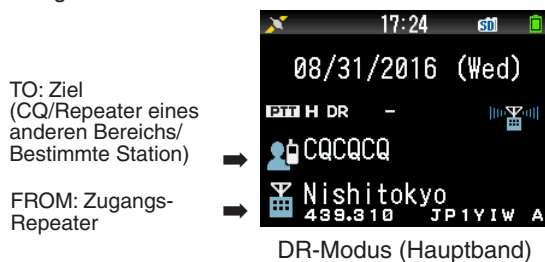 17:24
08/31/2016 (Wed)
PTT H DR –
TO: Ziel
(CQ/Repeater eines
anderen Bereichs/
Bestimmte Station)
CQCQCQ
FROM: Zugangs-
Repeater
Nishitokyo
439.310 JP1YIW A
DR-Modus (Hauptband)